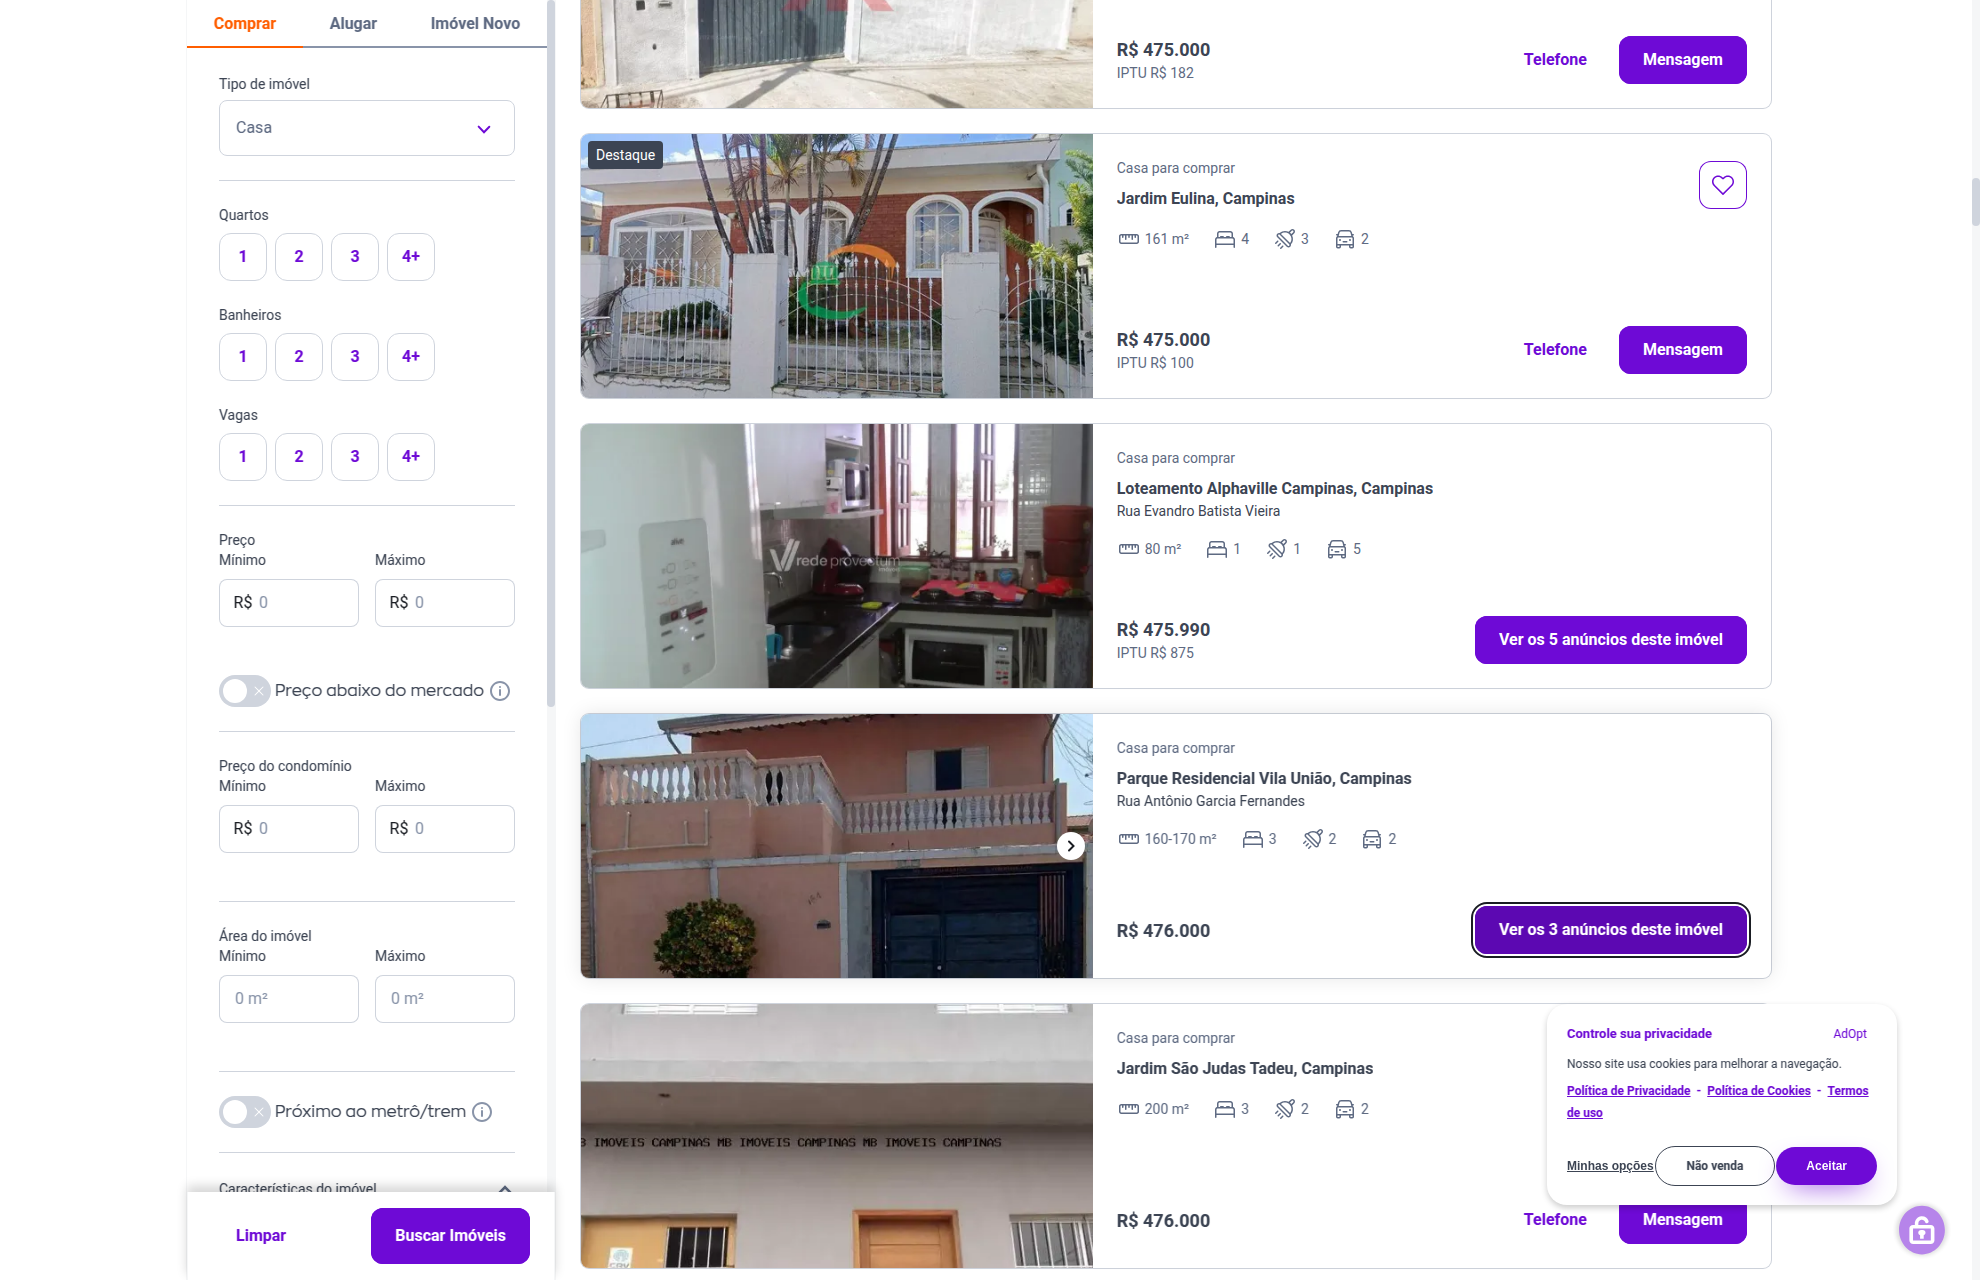 Comprar
Alugar
Imóvel Novo
Tipo de imóvel
Casa
Quartos
1
2
3
4+
Banheiros
1
2
3
4+
Vagas
1
2
3
4+
Preço
Mínimo
Máximo
R$ 0
R$ 0
Preço abaixo do mercado
Preço do condomínio
Mínimo
Máximo
R$ 0
R$ 0
Área do imóvel
Mínimo
Máximo
0 m²
0 m²
Próximo ao metrô/trem
Características do imóvel
Limpar
Buscar Imóveis
R$ 475.000
IPTU R$ 182
Telefone
Mensagem
Destaque
Casa para comprar
Jardim Eulina, Campinas
161 m²
4
3
2
R$ 475.000
IPTU R$ 100
Telefone
Mensagem
rede provectum
Casa para comprar
Loteamento Alphaville Campinas, Campinas
Rua Evandro Batista Vieira
80 m²
1
1
5
R$ 475.990
IPTU R$ 875
Ver os 5 anúncios deste imóvel
Casa para comprar
Parque Residencial Vila União, Campinas
Rua Antônio Garcia Fernandes
160-170 m²
3
2
2
R$ 476.000
Ver os 3 anúncios deste imóvel
IMOVEIS CAMPINAS MB IMOVEIS CAMPINAS MB IMOVEIS CAMPINAS
Casa para comprar
Jardim São Judas Tadeu, Campinas
200 m²
3
2
2
R$ 476.000
Telefone
Mensagem
Controle sua privacidade
AdOpt
Nosso site usa cookies para melhorar a navegação.
Política de Privacidade - Política de Cookies - Termos
de uso
Minhas opções
Não venda
Aceitar